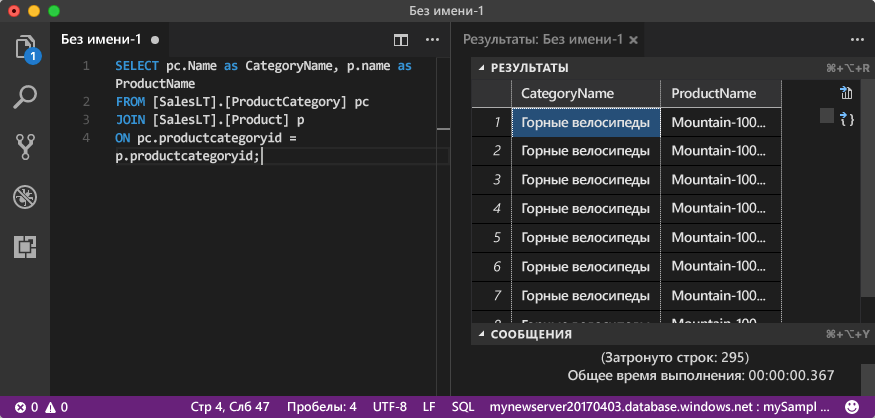 Без имени-1
Без имени-1
1 SELECT pc.Name as CategoryName, p.name as
ProductName
2 FROM [SalesLT].[ProductCategory] pc
3 JOIN [SalesLT].[Product] p
4 ON pc.productcategoryid =
p.productcategoryid;
1
Результаты: Без имени-1
РЕЗУЛЬТАТЫ ⌘+⌥+R
CategoryName ProductName
1 Горные велосипеды Mountain-100...
2 Горные велосипеды Mountain-100...
3 Горные велосипеды Mountain-100...
4 Горные велосипеды Mountain-100...
5 Горные велосипеды Mountain-100...
6 Горные велосипеды Mountain-100...
7 Горные велосипеды Mountain-100...
Горные велосипеды Mountain-100...
СООБЩЕНИЯ ⌘+⌥+Y
(Затронуто строк: 295)
Общее время выполнения: 00:00:00.367
0 0 Стр 4, Слб 47 Пробелы: 4 UTF-8 LF SQL mynewserver20170403.database.windows.net : mySampl ...